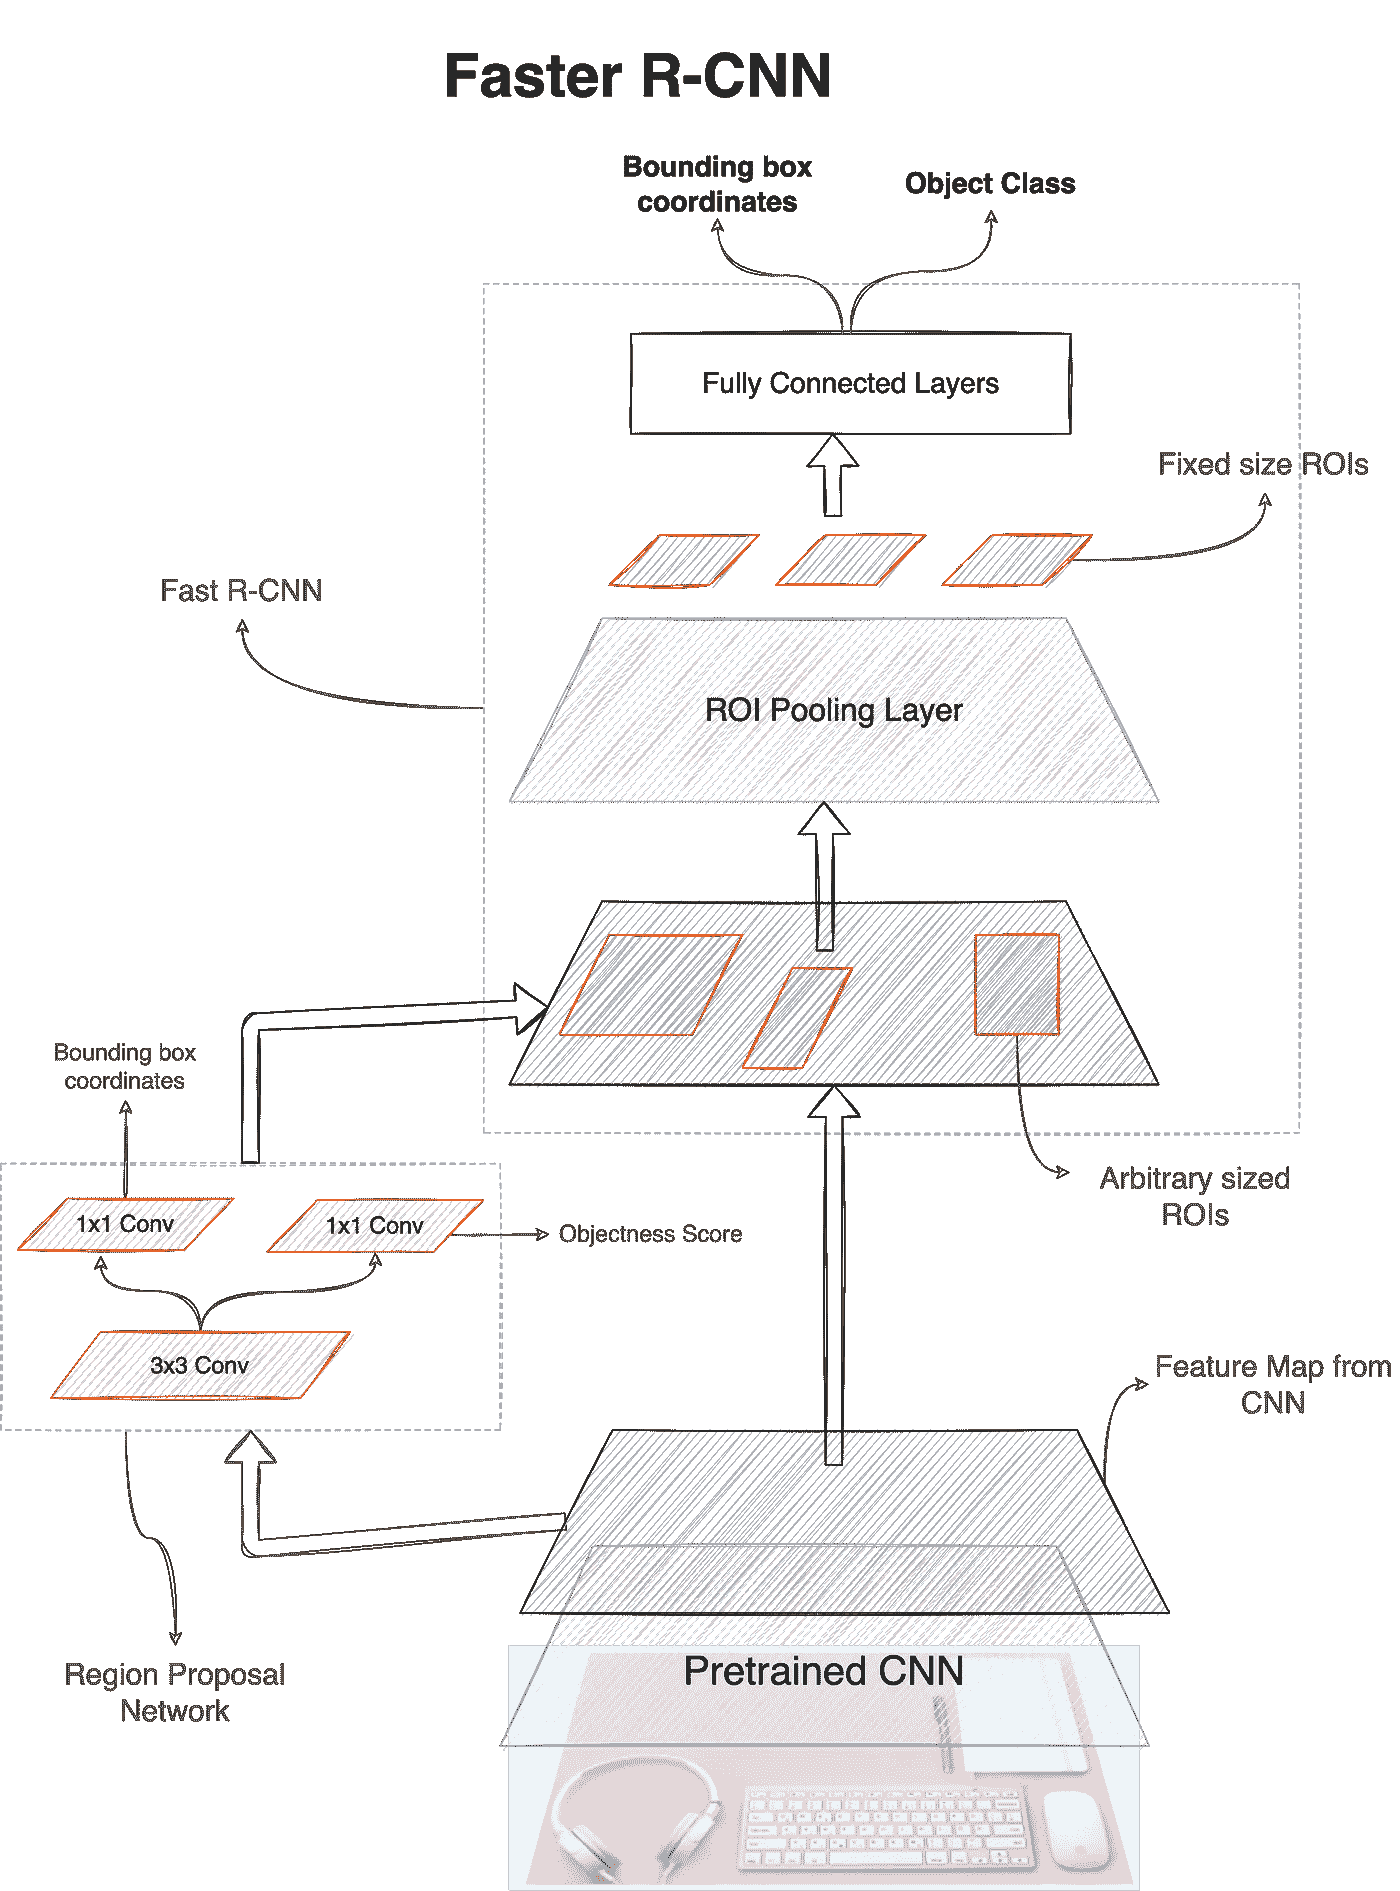 Faster R-CNN
Bounding box
coordinates
Object Class
Fully Connected Layers
Fixed size ROIs
Fast R-CNN
ROI Pooling Layer
Bounding box
coordinates
1x1 Conv
1x1 Conv
Objectness Score
3x3 Conv
Arbitrary sized
ROIs
Feature Map from
CNN
Region Proposal
Network
Pretrained CNN